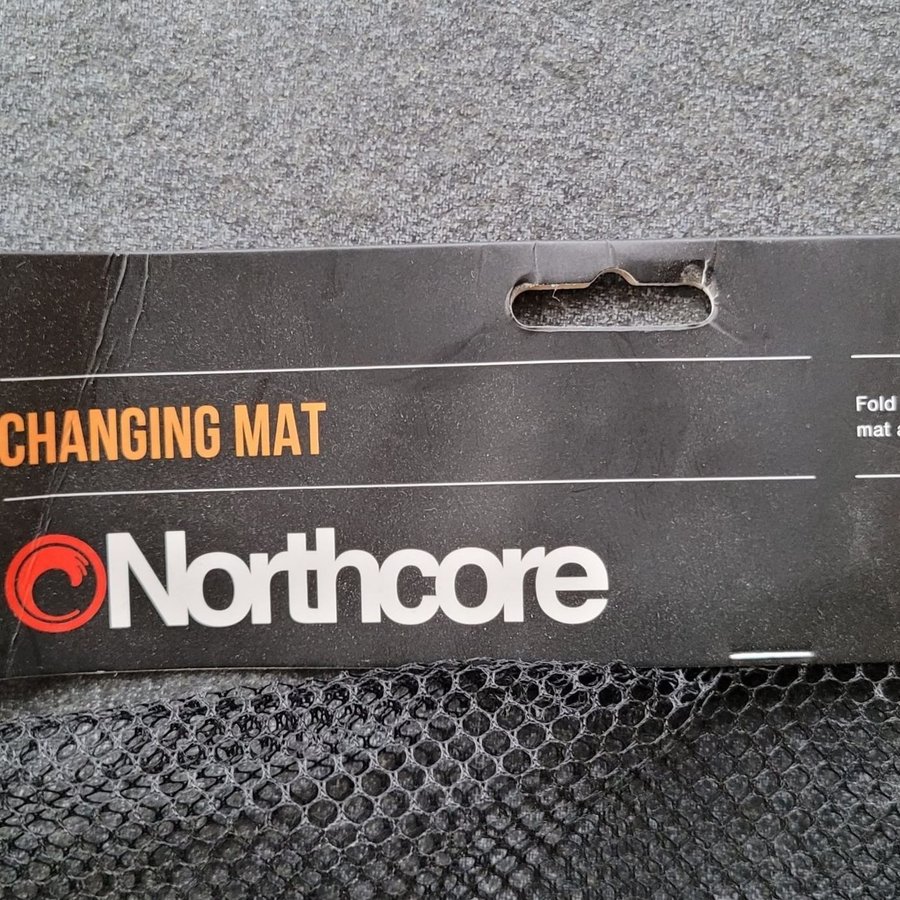 CHANGING MAT
Northcore
Fold
mat